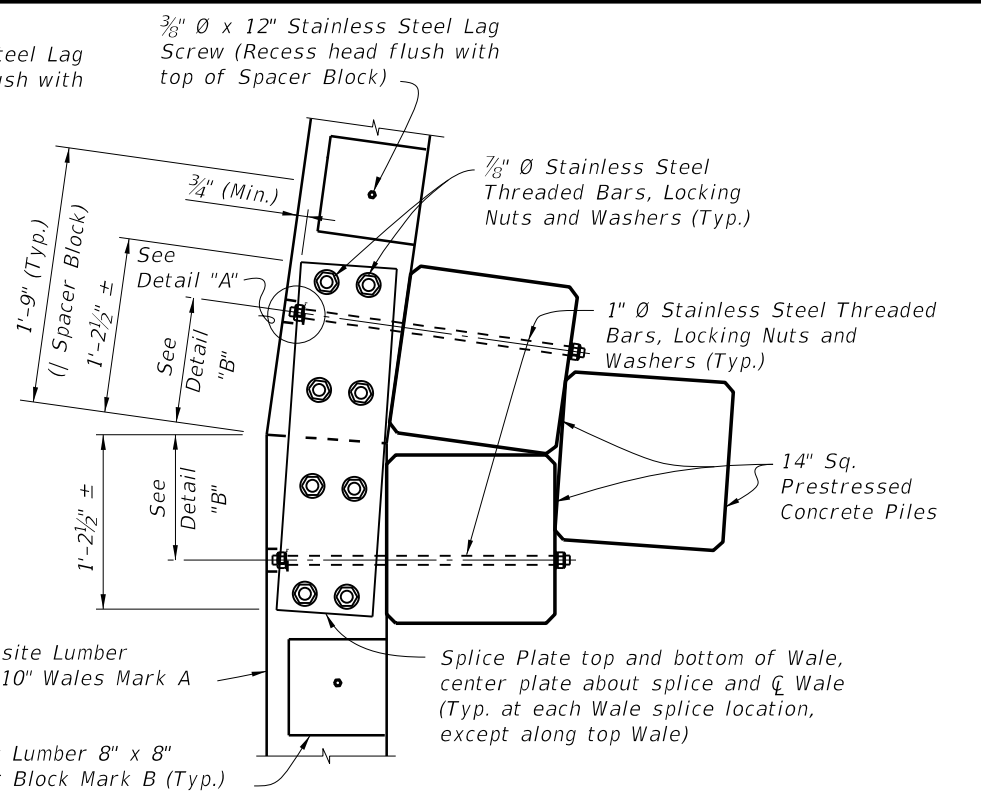 teel Lag
ush with
3/8" Ø x 12" Stainless Steel Lag
Screw (Recess head flush with
top of Spacer Block)
7/8" Ø Stainless Steel
Threaded Bars, Locking
Nuts and Washers (Typ.)
3/4" (Min.)
See
Detail "A"
1'-9" (Typ.)
(| Spacer Block)
1'-2 1/2" ±
See
Detail
"B"
1" Ø Stainless Steel Threaded
Bars, Locking Nuts and
Washers (Typ.)
14" Sq.
Prestressed
Concrete Piles
1'-2 1/2" ±
See
Detail
"B"
site Lumber
10" Wales Mark A
Splice Plate top and bottom of Wale,
center plate about splice and ℄ Wale
(Typ. at each Wale splice location,
except along top Wale)
Lumber 8" x 8"
Block Mark B (Typ.)